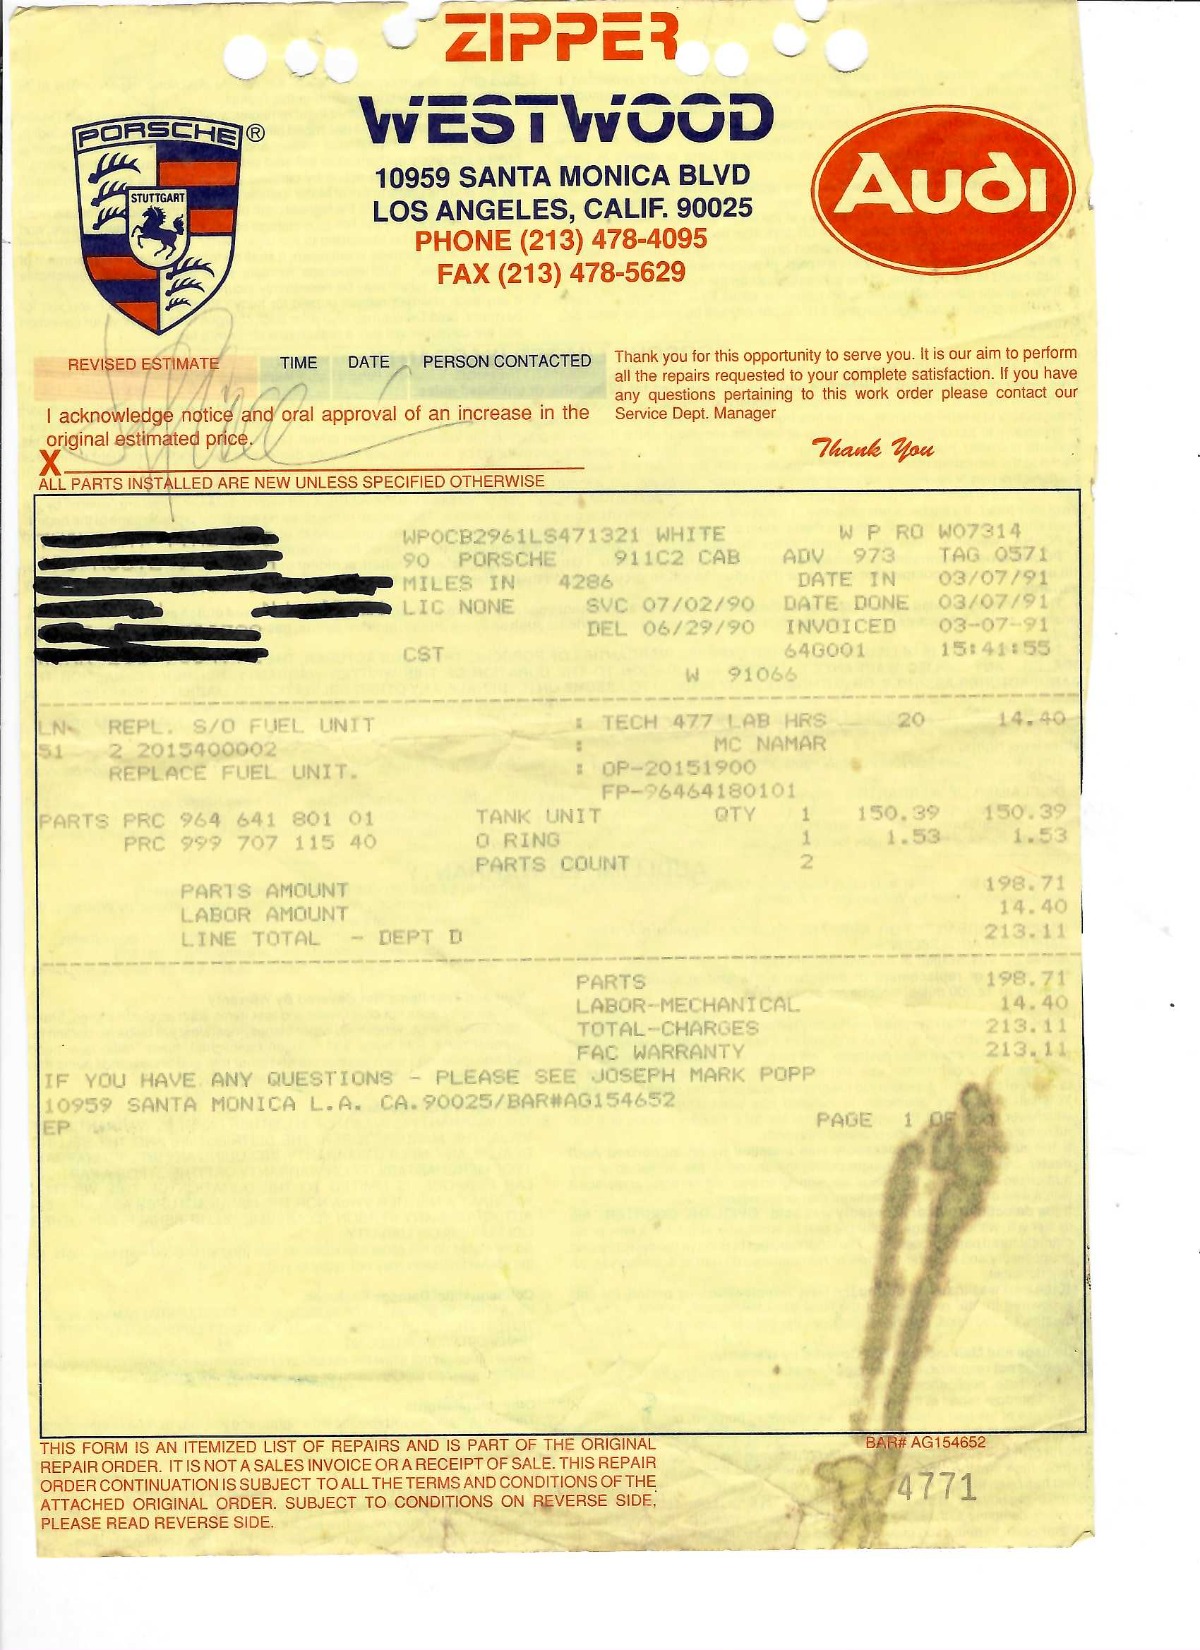 ZIPPER
WESTWOOD
10959 SANTA MONICA BLVD
LOS ANGELES, CALIF. 90025
PHONE (213) 478-4095
FAX (213) 478-5629
PORSCHE ®
STUTTGART
Audi
REVISED ESTIMATE TIME DATE PERSON CONTACTED
I acknowledge notice and oral approval of an increase in the
original estimated price.
X
ALL PARTS INSTALLED ARE NEW UNLESS SPECIFIED OTHERWISE
Thank you for this opportunity to serve you. It is our aim to perform
all the repairs requested to your complete satisfaction. If you have
any questions pertaining to this work order please contact our
Service Dept. Manager
Thank You
WPOCB2961LS471321 WHITE W P RO W07314
90 PORSCHE 911C2 CAB ADV 973 TAG 0571
MILES IN 4286 DATE IN 03/07/91
LIC NONE SVC 07/02/90 DATE DONE 03/07/91
DEL 06/29/90 INVOICED 03-07-91
CST 64G001 15:41:55
W 91066
LN- REPL. S/O FUEL UNIT : TECH 477 LAB HRS 20 14.40
51 2 2015400002 : MC NAMAR
REPLACE FUEL UNIT. : OP-20151900
FP-96464180101
PARTS PRC 964 641 801 01 TANK UNIT QTY 1 150.39 150.39
PRC 999 707 115 40 O RING 1 1.53 1.53
PARTS COUNT 2
PARTS AMOUNT 198.71
LABOR AMOUNT 14.40
LINE TOTAL - DEPT D 213.11
PARTS 198.71
LABOR-MECHANICAL 14.40
TOTAL-CHARGES 213.11
FAC WARRANTY 213.11
IF YOU HAVE ANY QUESTIONS - PLEASE SEE JOSEPH MARK POPP
10959 SANTA MONICA L.A. CA.90025/BAR#AG154652
EP PAGE 1 OF
THIS FORM IS AN ITEMIZED LIST OF REPAIRS AND IS PART OF THE ORIGINAL
REPAIR ORDER. IT IS NOT A SALES INVOICE OR A RECEIPT OF SALE. THIS REPAIR
ORDER CONTINUATION IS SUBJECT TO ALL THE TERMS AND CONDITIONS OF THE
ATTACHED ORIGINAL ORDER. SUBJECT TO CONDITIONS ON REVERSE SIDE,
PLEASE READ REVERSE SIDE.
BAR# AG154652
4771